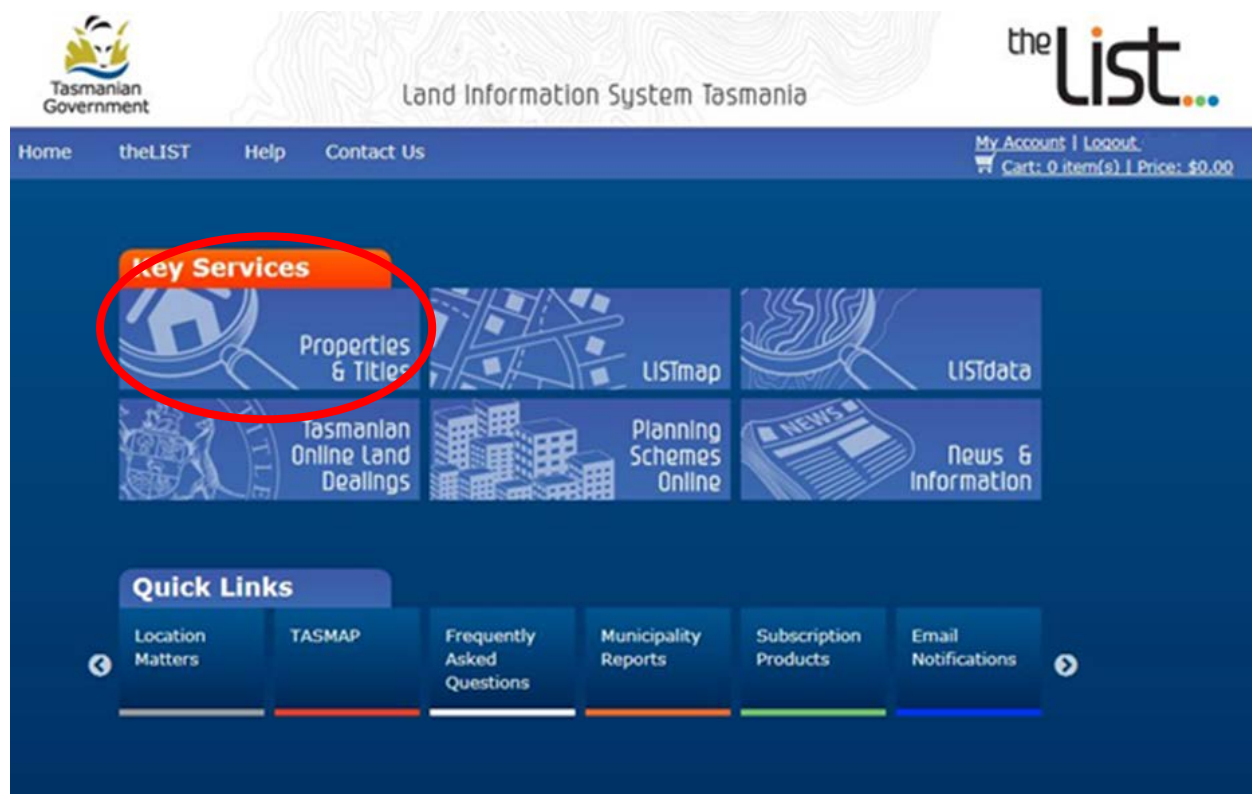 Tasmanian
Government
Land Information System Tasmania
the List...
Home theLIST Help Contact Us
My Account | Logout
Cart: 0 item(s) | Price: $0.00
Key Services
Properties
& Titles
LISTmap
LISTdata
Tasmanian
Online Land
Dealings
TITLE
Planning
Schemes
Online
NEWS
News &
Information
Quick Links
Location
Matters
TASMAP
Frequently
Asked
Questions
Municipality
Reports
Subscription
Products
Email
Notifications